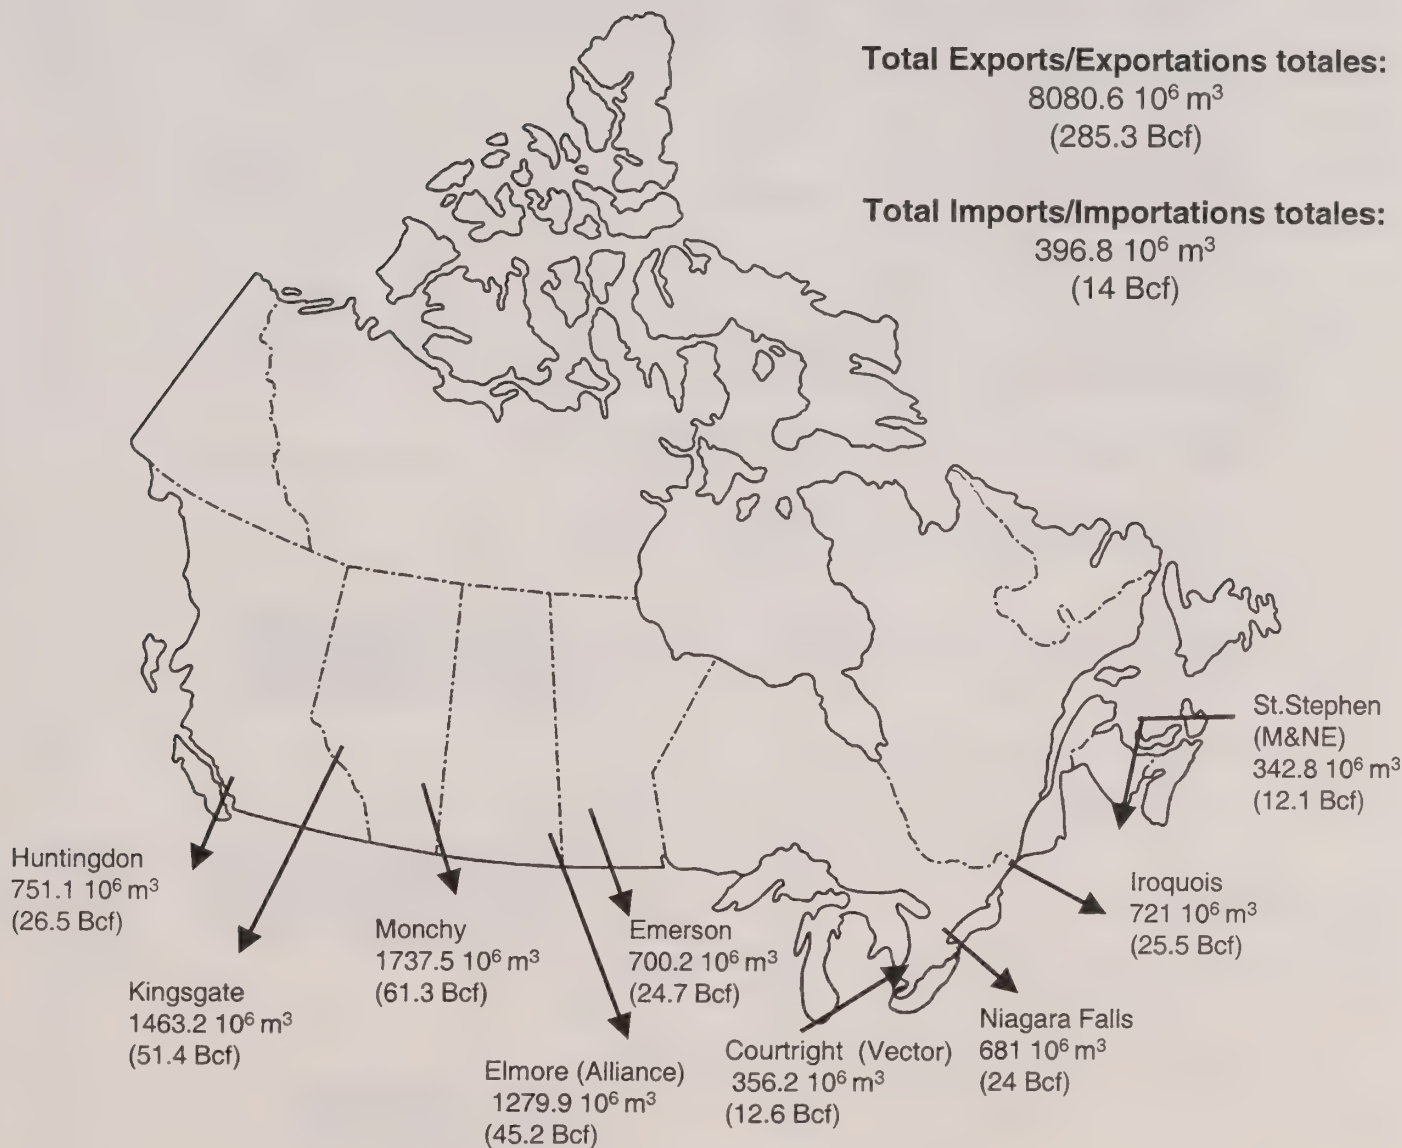 Total Exports/Exportations totales:
8080.6 10⁶ m³
(285.3 Bcf)
Total Imports/Importations totales:
396.8 10⁶ m³
(14 Bcf)
St.Stephen
(M&NE)
342.8 10⁶ m³
(12.1 Bcf)
Huntingdon
751.1 10⁶ m³
(26.5 Bcf)
Kingsgate
1463.2 10⁶ m³
(51.4 Bcf)
Monchy
1737.5 10⁶ m³
(61.3 Bcf)
Elmore (Alliance)
1279.9 10⁶ m³
(45.2 Bcf)
Emerson
700.2 10⁶ m³
(24.7 Bcf)
Courtright (Vector)
356.2 10⁶ m³
(12.6 Bcf)
Niagara Falls
681 10⁶ m³
(24 Bcf)
Iroquois
721 10⁶ m³
(25.5 Bcf)